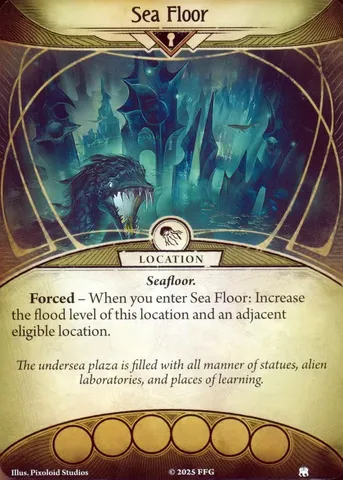 Sea Floor
LOCATION
Seafloor.
Forced – When you enter Sea Floor: Increase
the flood level of this location and an adjacent
eligible location.
The undersea plaza is filled with all manner of statues, alien
laboratories, and places of learning.
Illus. Pixoloid Studios
© 2025 FFG